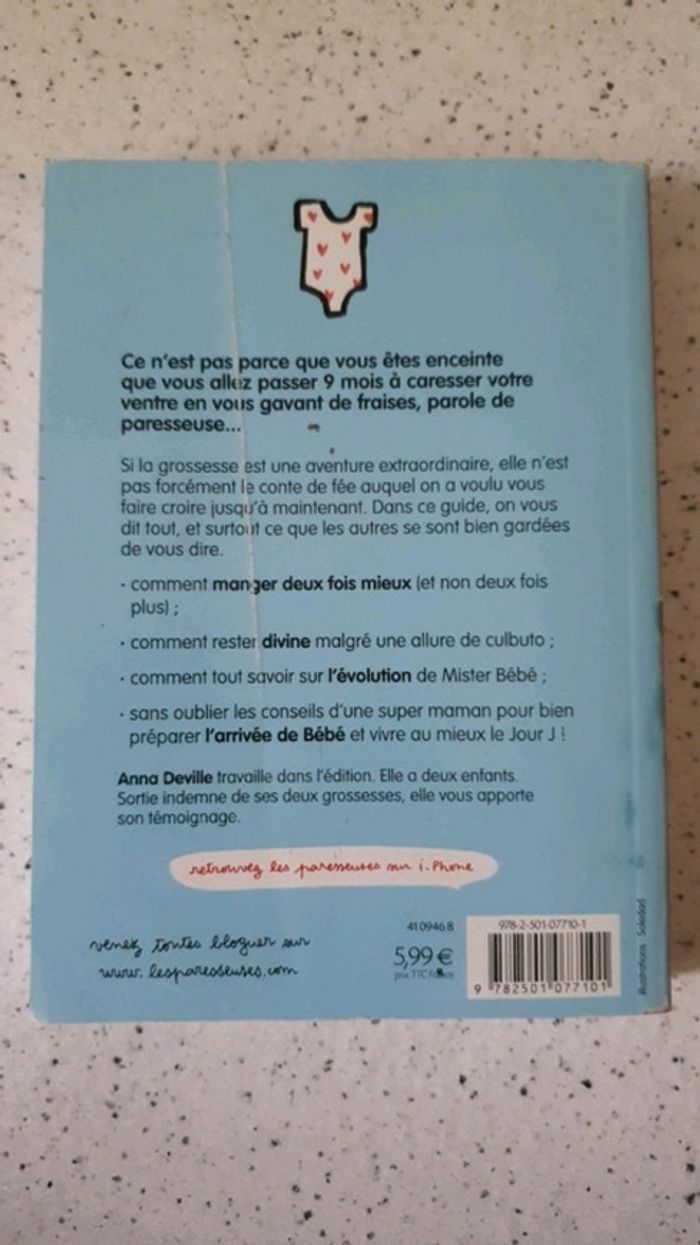 Ce n'est pas parce que vous êtes enceinte
que vous allez passer 9 mois à caresser votre
ventre en vous gavant de fraises, parole de
paresseuse...
Si la grossesse est une aventure extraordinaire, elle n'est
pas forcément le conte de fée auquel on a voulu vous
faire croire jusqu'à maintenant. Dans ce guide, on vous
dit tout, et surtout ce que les autres se sont bien gardées
de vous dire.
· comment manger deux fois mieux (et non deux fois
plus) ;
· comment rester divine malgré une allure de culbuto ;
· comment tout savoir sur l'évolution de Mister Bébé ;
· sans oublier les conseils d'une super maman pour bien
préparer l'arrivée de Bébé et vivre au mieux le Jour J !
Anna Deville travaille dans l'édition. Elle a deux enfants.
Sortie indemne de ses deux grossesses, elle vous apporte
son témoignage.
retrouvez les paresseuses sur i-Phone
venez toutes bloguer sur
www.lesparesseuses.com
41 0946 8
5,99 €
prix TTC France
978-2-501-07710-1
9 782501 077101
Illustrations : Soledad